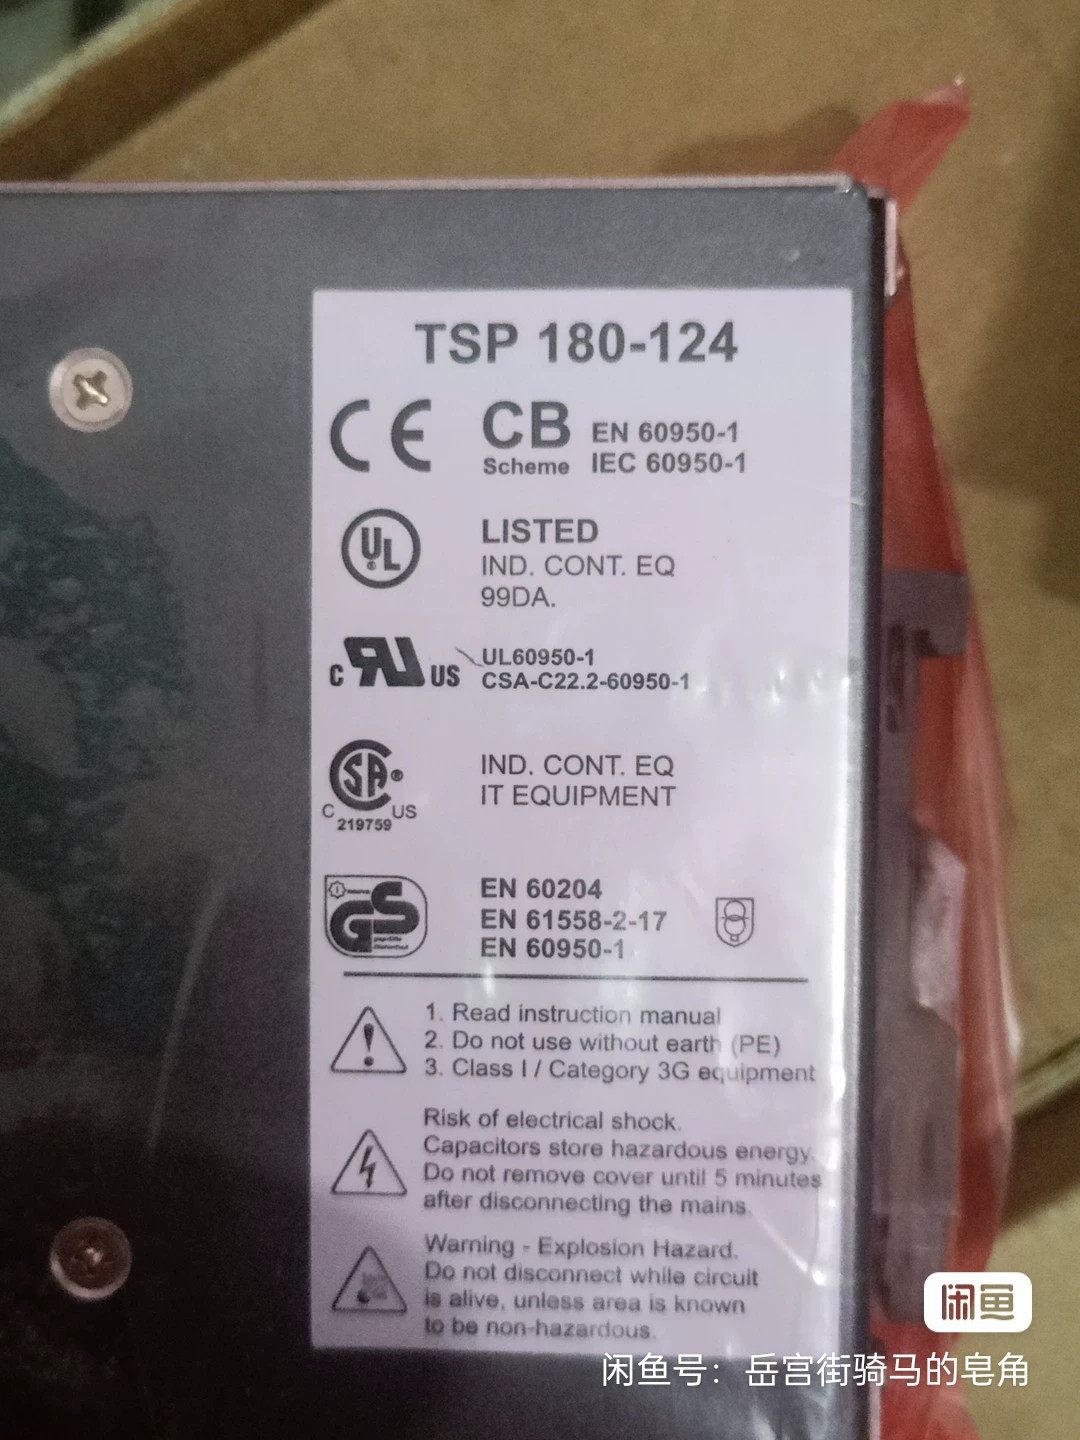 TSP 180-124
CE
CB
Scheme
EN 60950-1
IEC 60950-1
UL
®
LISTED
IND. CONT. EQ
99DA.
C RU US
UL60950-1
CSA-C22.2-60950-1
SA ®
C US
219759
IND. CONT. EQ
IT EQUIPMENT
GS
EN 60204
EN 61558-2-17
EN 60950-1
1. Read instruction manual
2. Do not use without earth (PE)
3. Class I / Category 3G equipment
Risk of electrical shock.
Capacitors store hazardous energy.
Do not remove cover until 5 minutes
after disconnecting the mains.
Warning - Explosion Hazard.
Do not disconnect while circuit
is alive, unless area is known
to be non-hazardous.
闲鱼
闲鱼号：岳宫街骑马的皂角